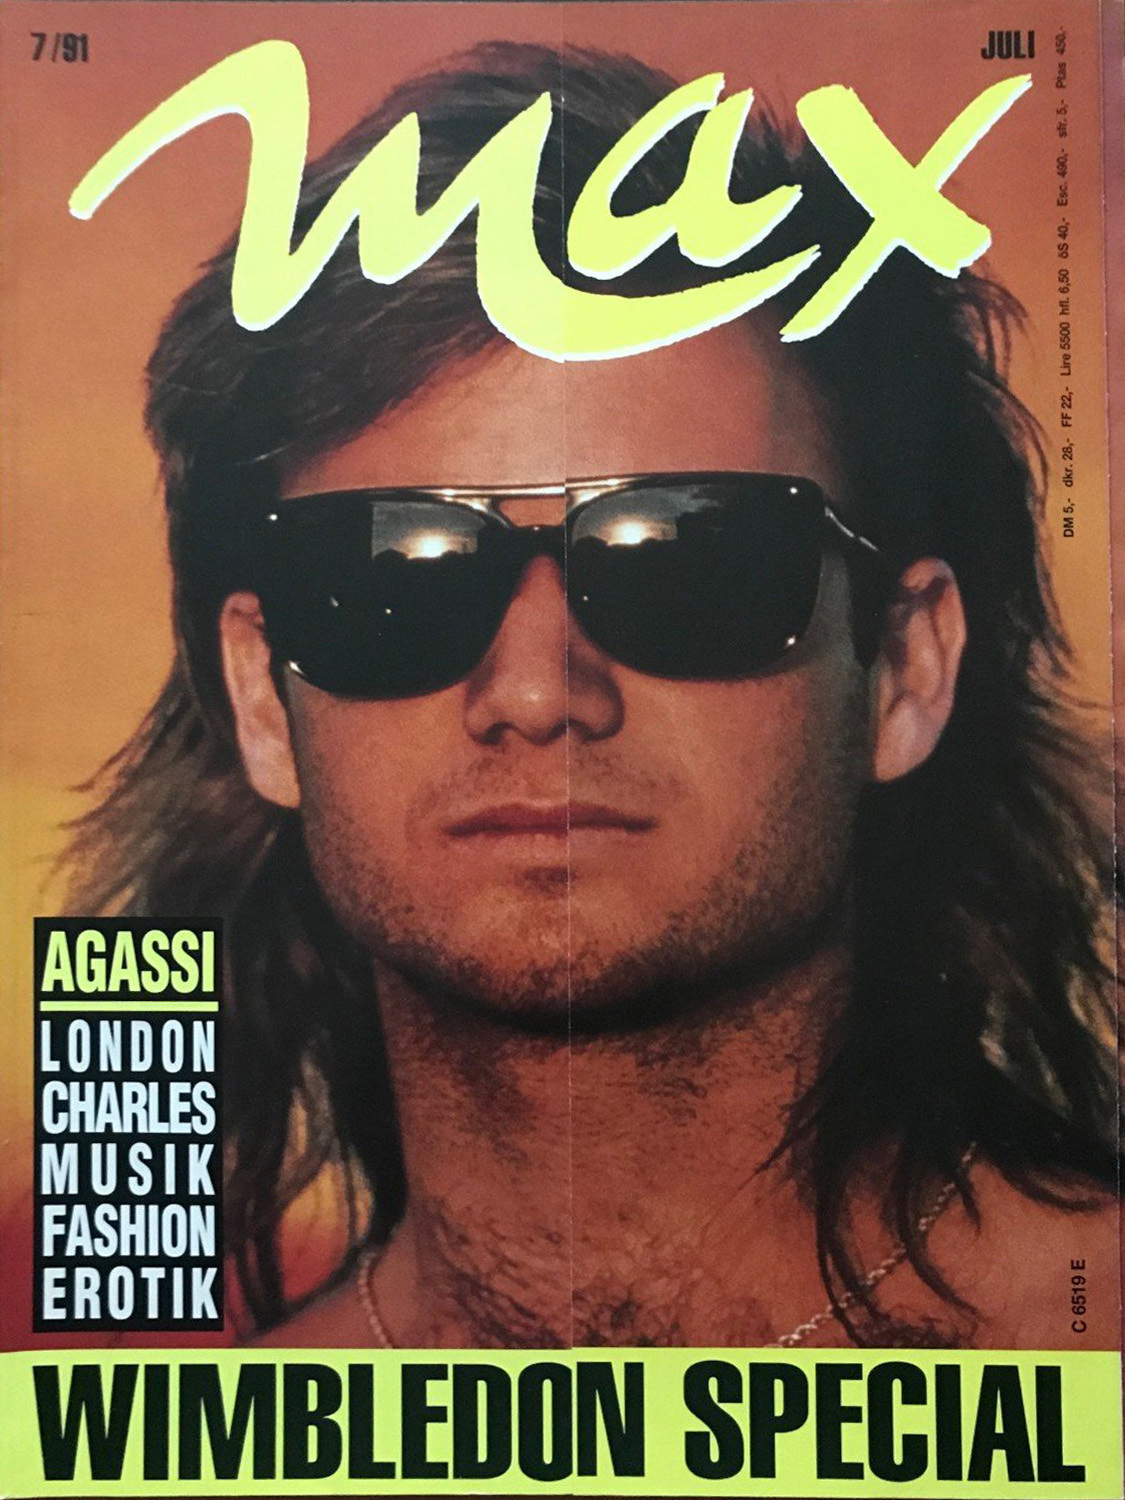 7/91
JULI
max
DM 5,- dkr. 28,- FF 22,- Lire 5500 hfl. 6,50 öS 40,- Esc. 490,- sfr. 5,- Ptas 450,-
AGASSI
LONDON
CHARLES
MUSIK
FASHION
EROTIK
C 6519 E
WIMBLEDON SPECIAL